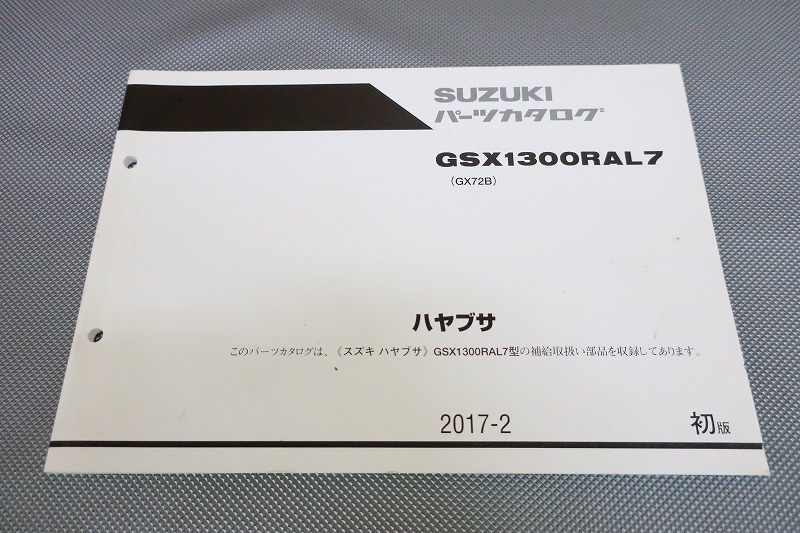 SUZUKI
パーツカタログ
GSX1300RAL7
(GX72B)
ハヤブサ
このパーツカタログは、《スズキ ハヤブサ》GSX1300RAL7型の補給取扱い部品を収録してあります。
2017-2 初版